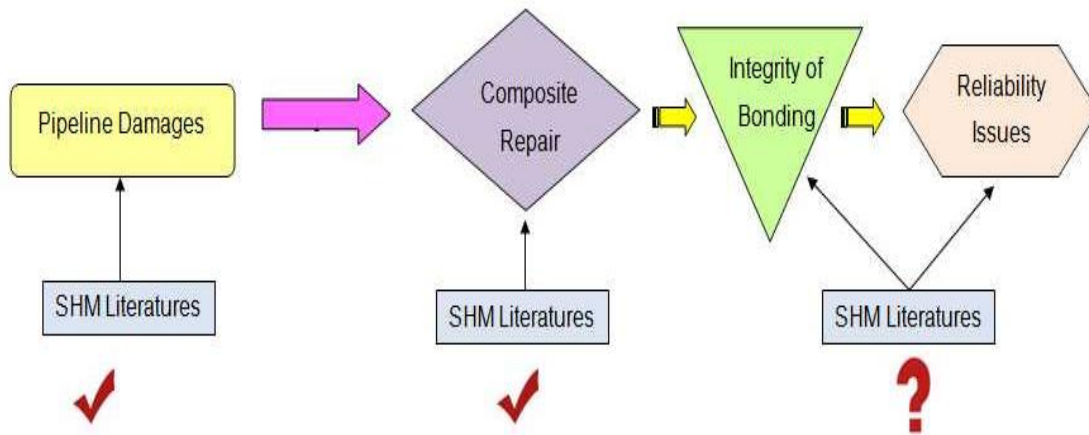 Pipeline Damages
Composite
Repair
Integrity of
Bonding
Reliability
Issues
SHM Literatures
SHM Literatures
SHM Literatures
?